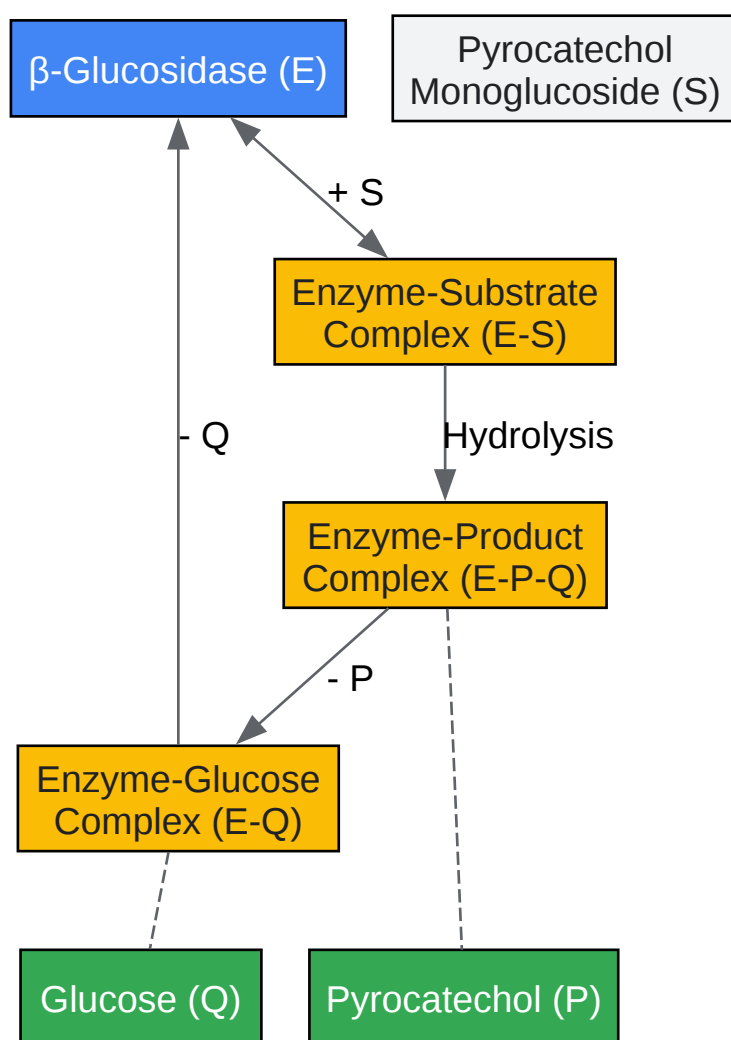 β-Glucosidase (E)
Pyrocatechol
Monoglucoside (S)
+ S
Enzyme-Substrate
Complex (E-S)
- Q
Hydrolysis
Enzyme-Product
Complex (E-P-Q)
- P
Enzyme-Glucose
Complex (E-Q)
Glucose (Q)
Pyrocatechol (P)